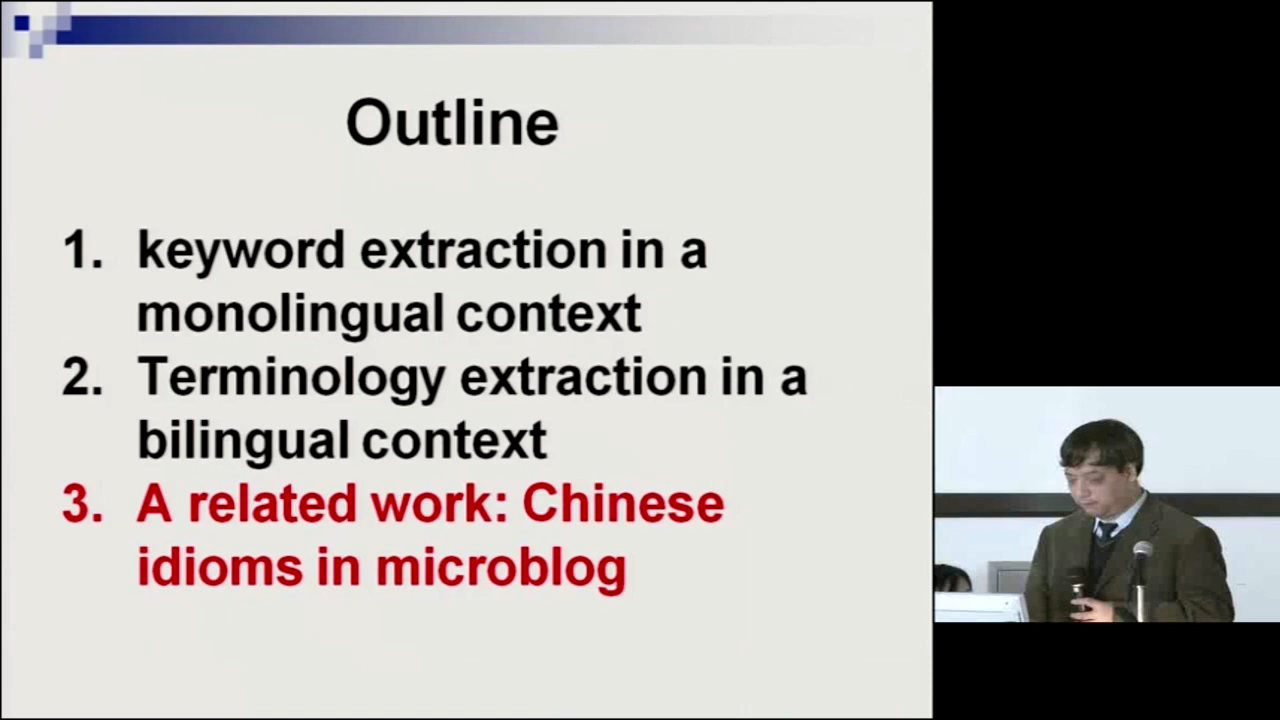 Outline
1. keyword extraction in a
monolingual context
2. Terminology extraction in a
bilingual context
3. A related work: Chinese
idioms in microblog